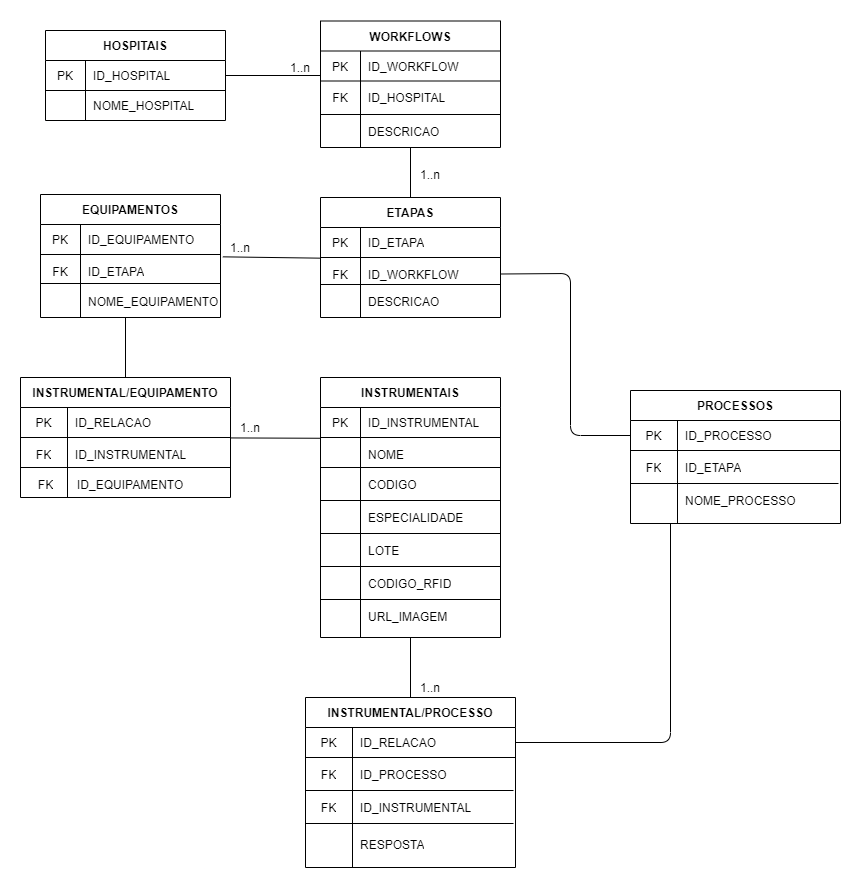 HOSPITAIS
PK ID_HOSPITAL
NOME_HOSPITAL
1..n
WORKFLOWS
PK ID_WORKFLOW
FK ID_HOSPITAL
DESCRICAO
1..n
EQUIPAMENTOS
PK ID_EQUIPAMENTO
FK ID_ETAPA
NOME_EQUIPAMENTO
1..n
ETAPAS
PK ID_ETAPA
FK ID_WORKFLOW
DESCRICAO
INSTRUMENTAL/EQUIPAMENTO
PK ID_RELACAO
FK ID_INSTRUMENTAL
FK ID_EQUIPAMENTO
1..n
INSTRUMENTAIS
PK ID_INSTRUMENTAL
NOME
CODIGO
ESPECIALIDADE
LOTE
CODIGO_RFID
URL_IMAGEM
PROCESSOS
PK ID_PROCESSO
FK ID_ETAPA
NOME_PROCESSO
1..n
INSTRUMENTAL/PROCESSO
PK ID_RELACAO
FK ID_PROCESSO
FK ID_INSTRUMENTAL
RESPOSTA